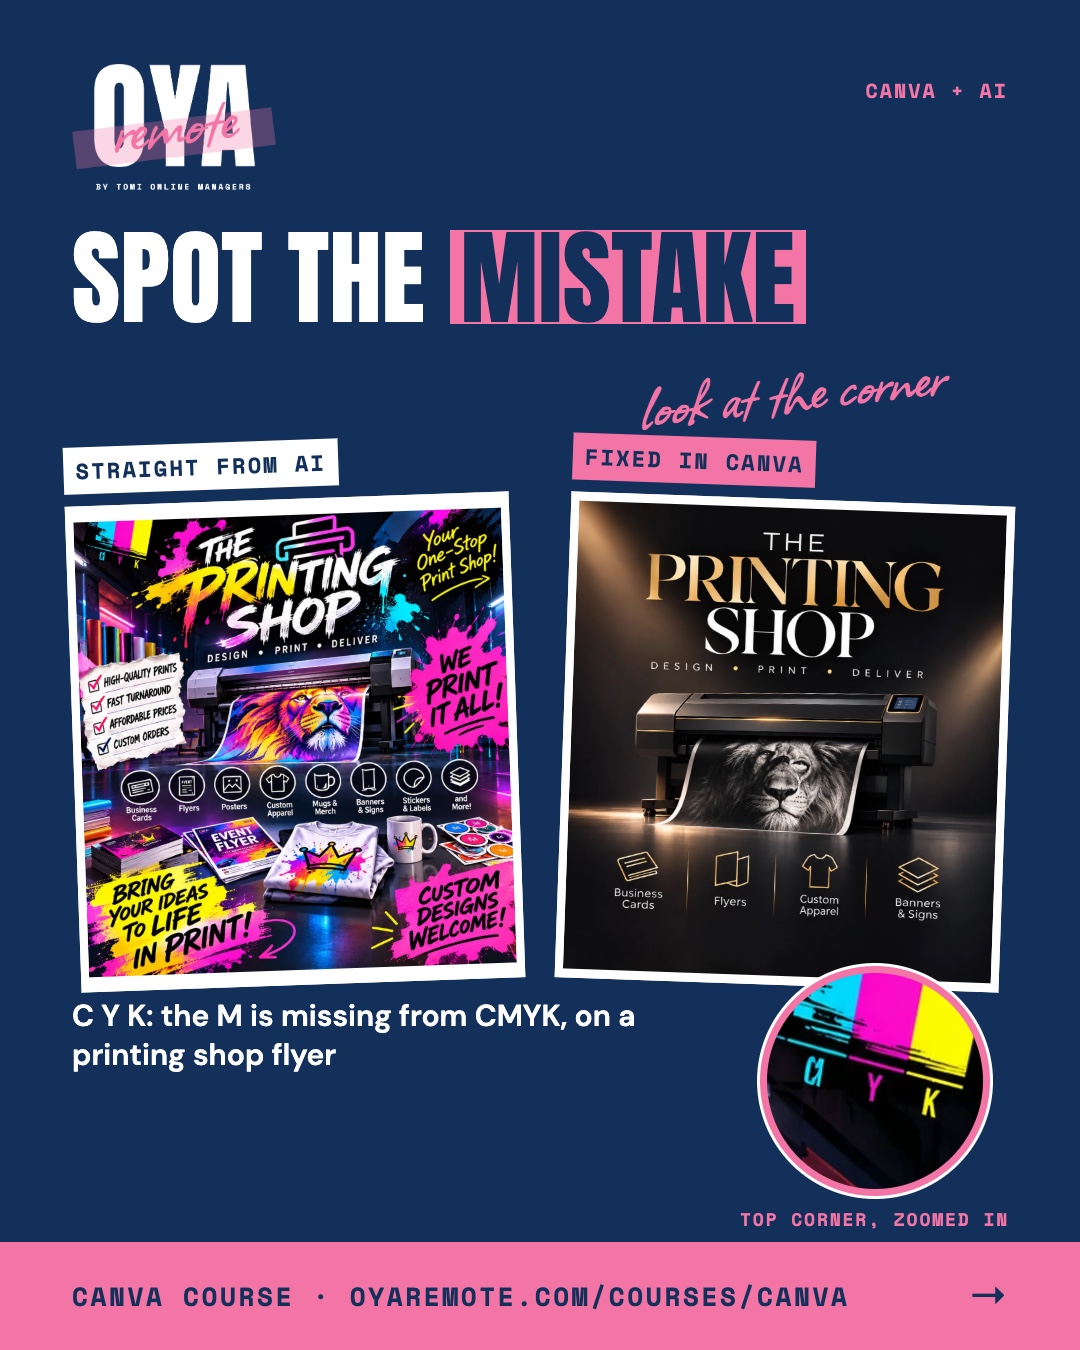 OYA
remote
BY TOMI ONLINE MANAGERS
CANVA + AI
SPOT THE MISTAKE
look at the corner
STRAIGHT FROM AI
FIXED IN CANVA
C Y K
THE
PRINTING
SHOP
DESIGN • PRINT • DELIVER
Your
One-Stop
Print Shop!
HIGH-QUALITY PRINTS
FAST TURNAROUND
AFFORDABLE PRICES
CUSTOM ORDERS
WE
PRINT
IT ALL!
Business
Cards
Flyers
Posters
Custom
Apparel
Mugs &
Merch
Banners
& Signs
Stickers
& Labels
and
More!
EVENT
FLYER
BRING
YOUR IDEAS
TO LIFE
IN PRINT!
CUSTOM
DESIGNS
WELCOME!
THE
PRINTING
SHOP
DESIGN • PRINT • DELIVER
Business
Cards
Flyers
Custom
Apparel
Banners
& Signs
C Y K: the M is missing from CMYK, on a
printing shop flyer
Y K
TOP CORNER, ZOOMED IN
CANVA COURSE · OYAREMOTE.COM/COURSES/CANVA →